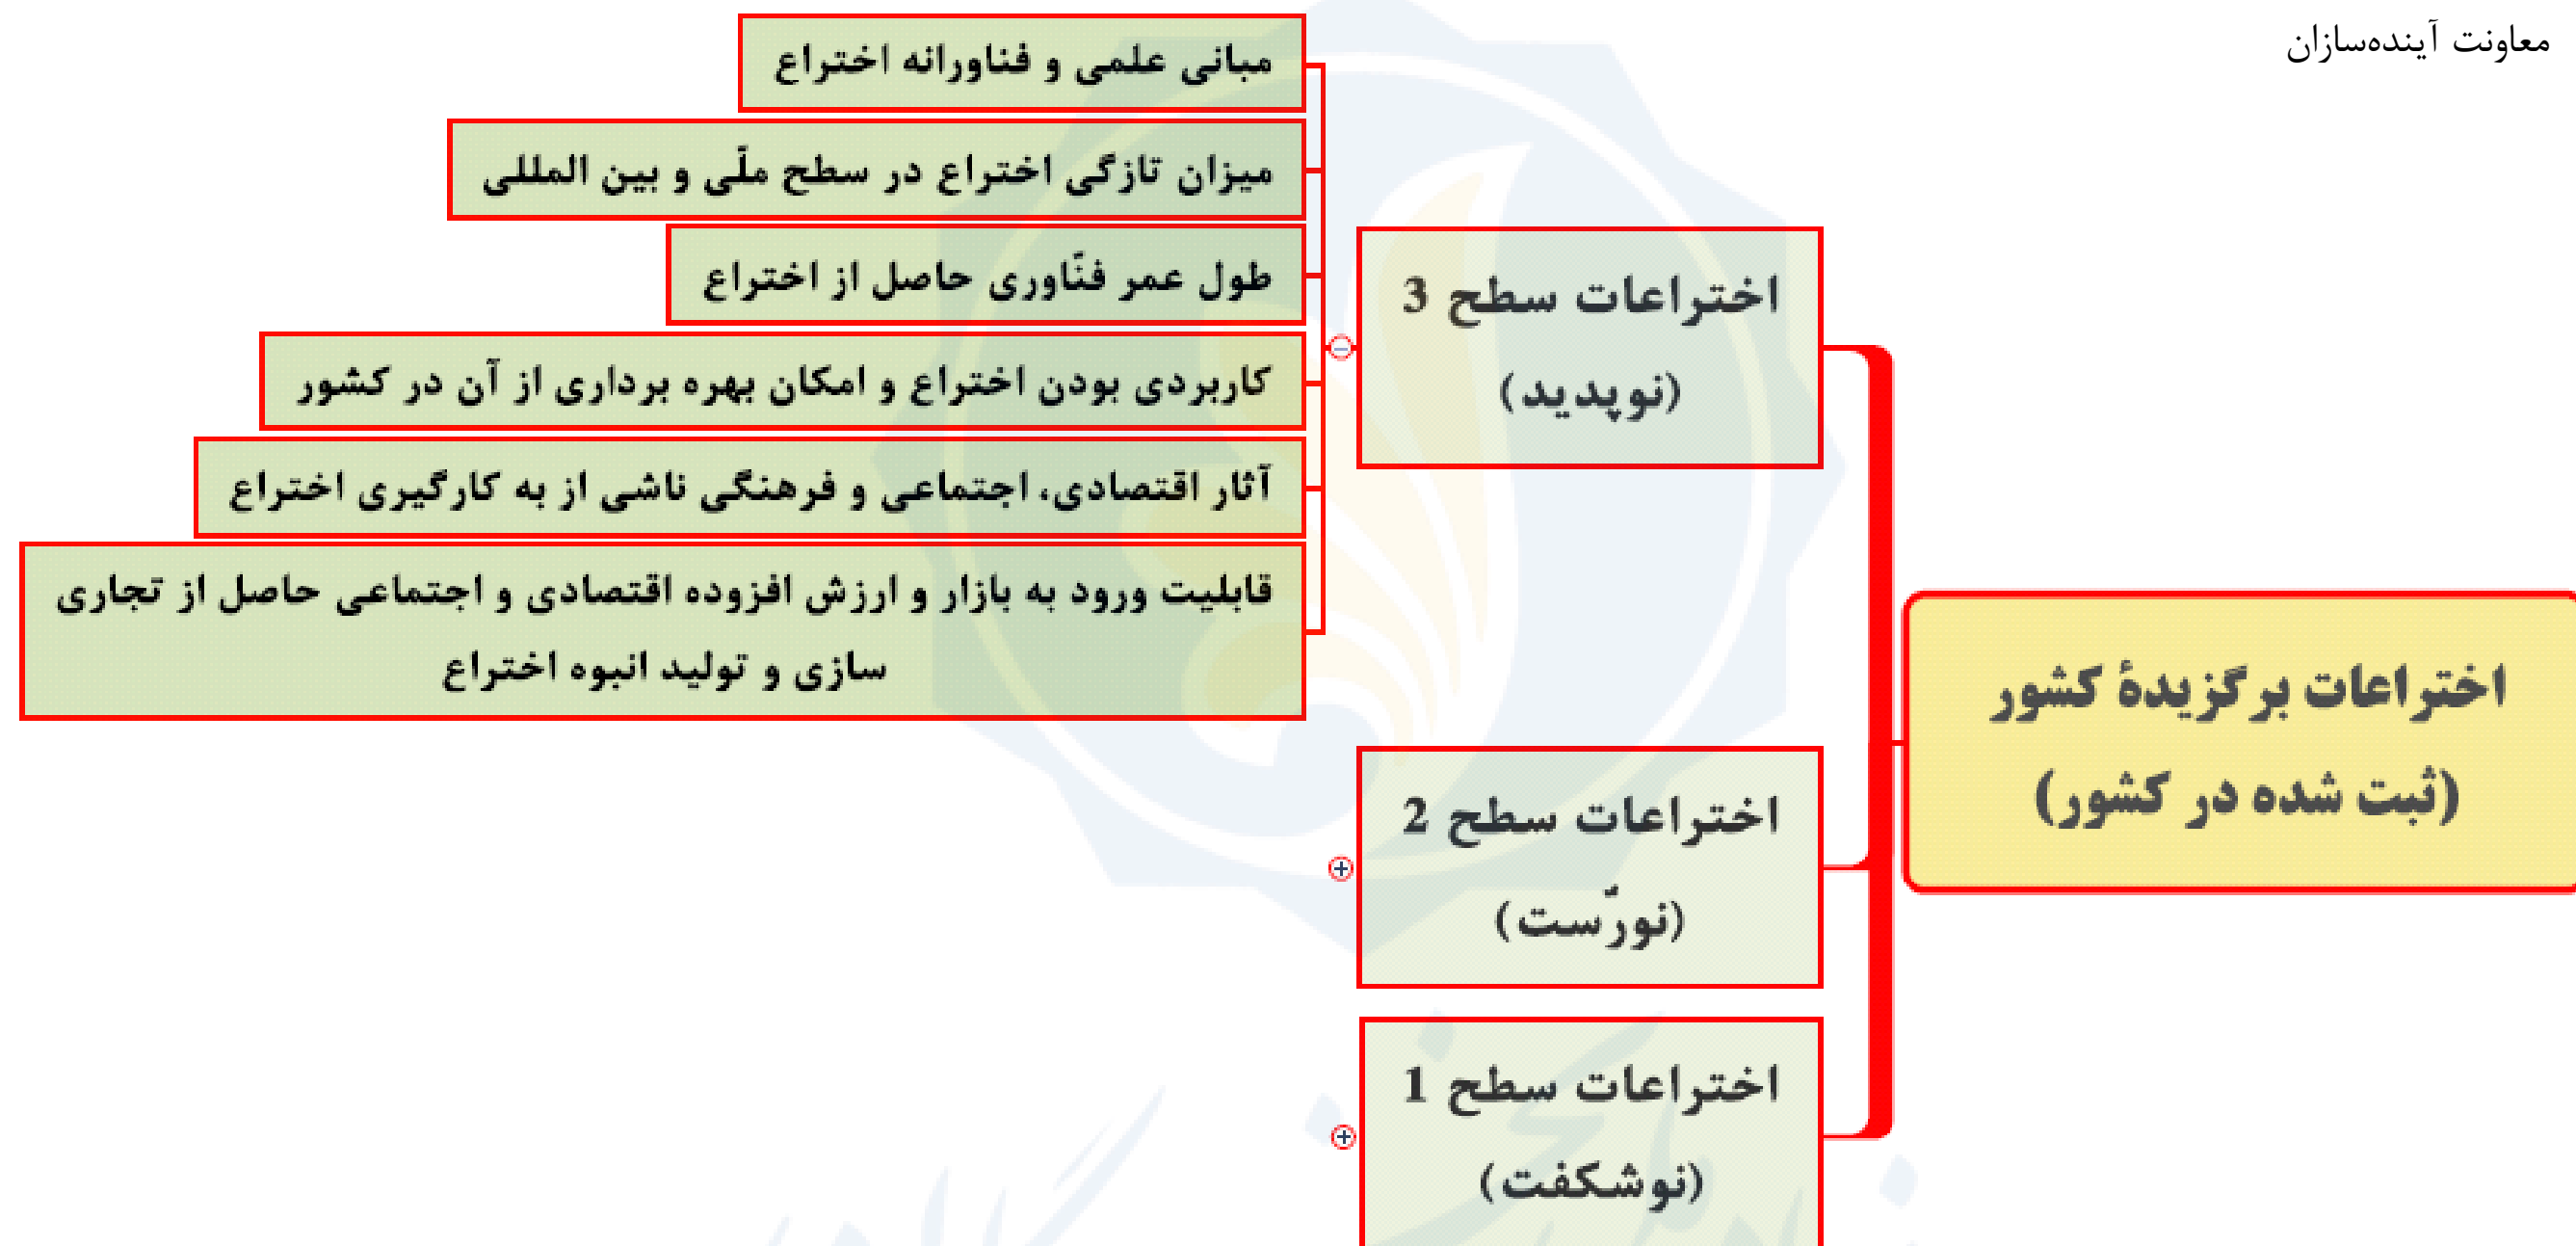 معاونت آینده‌سازان
اختراعات برگزیدهٔ کشور
(ثبت شده در کشور)
اختراعات سطح 3
(نوپدید)
مبانی علمی و فناورانه اختراع
میزان تازگی اختراع در سطح ملّی و بین المللی
طول عمر فنّاوری حاصل از اختراع
کاربردی بودن اختراع و امکان بهره برداری از آن در کشور
آثار اقتصادی، اجتماعی و فرهنگی ناشی از به کارگیری اختراع
قابلیت ورود به بازار و ارزش افزوده اقتصادی و اجتماعی حاصل از تجاری
سازی و تولید انبوه اختراع
اختراعات سطح 2
(نورُست)
اختراعات سطح 1
(نوشکفت)